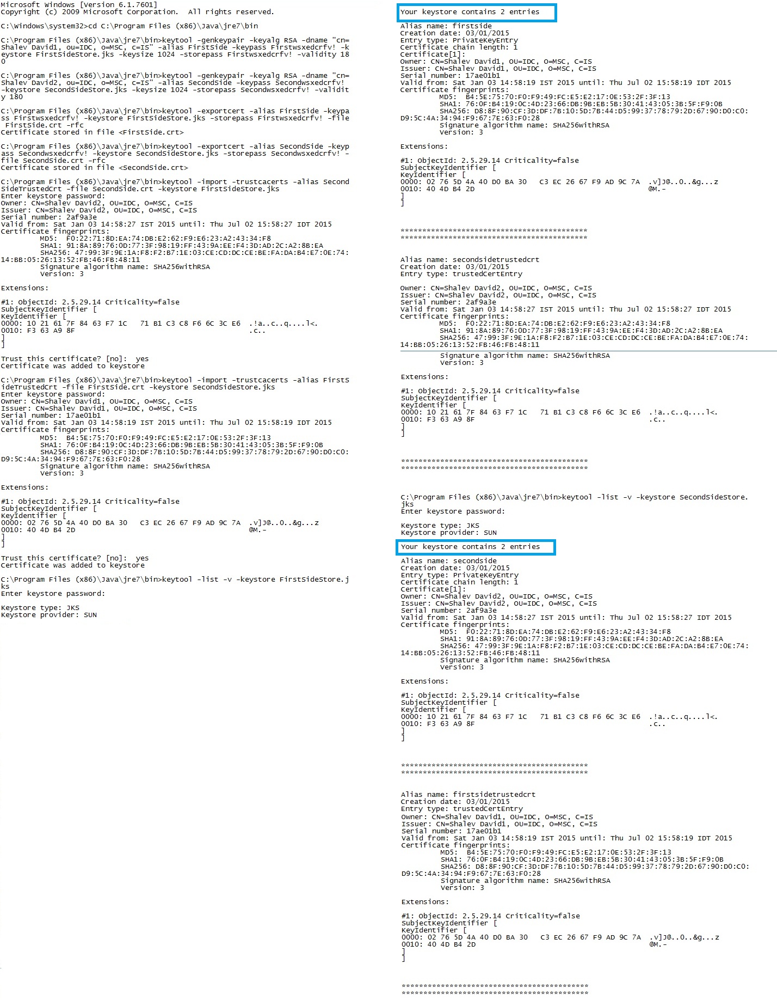 Microsoft Windows [Version 6.1.7601]
Copyright (c) 2009 Microsoft Corporation.  All rights reserved.
C:\Windows\system32>cd C:\Program Files (x86)\Java\jre7\bin
C:\Program Files (x86)\Java\jre7\bin>keytool -genkeypair -keyalg RSA -dname "cn=
Shalev David1, ou=IDC, o=MSC, c=IS" -alias FirstSide -keypass Firstwsxedcrfv! -k
eystore FirstSideStore.jks -keysize 1024 -storepass Firstwsxedcrfv! -validity 18
0
C:\Program Files (x86)\Java\jre7\bin>keytool -genkeypair -keyalg RSA -dname "cn=
Shalev David2, ou=IDC, o=MSC, c=IS" -alias SecondSide -keypass Secondwsxedcrfv!
-keystore SecondSideStore.jks -keysize 1024 -storepass Secondwsxedcrfv! -validit
y 180
C:\Program Files (x86)\Java\jre7\bin>keytool -exportcert -alias FirstSide -keypa
ss Firstwsxedcrfv! -keystore FirstSideStore.jks -storepass Firstwsxedcrfv! -file
 FirstSide.crt -rfc
Certificate stored in file <FirstSide.crt>
C:\Program Files (x86)\Java\jre7\bin>keytool -exportcert -alias SecondSide -keyp
ass Secondwsxedcrfv! -keystore SecondSideStore.jks -storepass Secondwsxedcrfv! -
file SecondSide.crt -rfc
Certificate stored in file <SecondSide.crt>
C:\Program Files (x86)\Java\jre7\bin>keytool -import -trustcacerts -alias Second
SideTrustedCrt -file SecondSide.crt -keystore FirstSideStore.jks
Enter keystore password:
Owner: CN=Shalev David2, OU=IDC, O=MSC, C=IS
Issuer: CN=Shalev David2, OU=IDC, O=MSC, C=IS
Serial number: 2af9a3e
Valid from: Sat Jan 03 14:58:27 IST 2015 until: Thu Jul 02 15:58:27 IDT 2015
Certificate fingerprints:
MD5:  F0:22:71:8D:EA:74:DB:E2:62:F9:E6:23:A2:43:34:F8
SHA1: 91:8A:89:76:0D:77:3F:98:19:FF:43:9A:EE:F4:3D:AD:2C:A2:8B:EA
SHA256: 47:99:3F:9E:1A:F8:F2:B7:1E:03:CE:CD:DC:CE:BE:FA:DA:B4:E7:0E:74:
14:BB:05:26:13:52:FB:46:FB:48:11
Signature algorithm name: SHA256withRSA
Version: 3
Extensions:
#1: ObjectId: 2.5.29.14 Criticality=false
SubjectKeyIdentifier [
KeyIdentifier [
0000: 10 21 61 7F 84 63 F7 1C   71 B1 C3 C8 F6 6C 3C E6  .!a..c..q....l<.
0010: F3 63 A9 8F                                        .c..
]
]
Trust this certificate? [no]:  yes
Certificate was added to keystore
C:\Program Files (x86)\Java\jre7\bin>keytool -import -trustcacerts -alias FirstS
ideTrustedCrt -file FirstSide.crt -keystore SecondSideStore.jks
Enter keystore password:
Owner: CN=Shalev David1, OU=IDC, O=MSC, C=IS
Issuer: CN=Shalev David1, OU=IDC, O=MSC, C=IS
Serial number: 17ae01b1
Valid from: Sat Jan 03 14:58:19 IST 2015 until: Thu Jul 02 15:58:19 IDT 2015
Certificate fingerprints:
MD5:  B4:5E:75:70:F0:F9:49:FC:E5:E2:17:0E:53:2F:3F:13
SHA1: 76:0F:B4:19:0C:4D:23:66:DB:9B:EB:5B:30:41:43:05:3B:5F:F9:0B
SHA256: D8:8F:90:CF:3D:DF:7B:10:5D:7B:44:D5:99:37:78:79:2D:67:90:D0:C0:
D9:5C:4A:34:94:F9:67:7E:63:F0:28
Signature algorithm name: SHA256withRSA
Version: 3
Extensions:
#1: ObjectId: 2.5.29.14 Criticality=false
SubjectKeyIdentifier [
KeyIdentifier [
0000: 02 76 5D 4A 40 D0 BA 30   C3 EC 26 67 F9 AD 9C 7A  .v]J@..0..&g...z
0010: 40 4D B4 2D                                        @M.-
]
]
Trust this certificate? [no]:  yes
Certificate was added to keystore
C:\Program Files (x86)\Java\jre7\bin>keytool -list -v -keystore FirstSideStore.j
ks
Enter keystore password:
Keystore type: JKS
Keystore provider: SUN
Your keystore contains 2 entries
Alias name: firstside
Creation date: 03/01/2015
Entry type: PrivateKeyEntry
Certificate chain length: 1
Certificate[1]:
Owner: CN=Shalev David1, OU=IDC, O=MSC, C=IS
Issuer: CN=Shalev David1, OU=IDC, O=MSC, C=IS
Serial number: 17ae01b1
Valid from: Sat Jan 03 14:58:19 IST 2015 until: Thu Jul 02 15:58:19 IDT 2015
Certificate fingerprints:
MD5:  B4:5E:75:70:F0:F9:49:FC:E5:E2:17:0E:53:2F:3F:13
SHA1: 76:0F:B4:19:0C:4D:23:66:DB:9B:EB:5B:30:41:43:05:3B:5F:F9:0B
SHA256: D8:8F:90:CF:3D:DF:7B:10:5D:7B:44:D5:99:37:78:79:2D:67:90:D0:C0:
D9:5C:4A:34:94:F9:67:7E:63:F0:28
Signature algorithm name: SHA256withRSA
Version: 3
Extensions:
#1: ObjectId: 2.5.29.14 Criticality=false
SubjectKeyIdentifier [
KeyIdentifier [
0000: 02 76 5D 4A 40 D0 BA 30   C3 EC 26 67 F9 AD 9C 7A  .v]J@..0..&g...z
0010: 40 4D B4 2D                                        @M.-
]
]
*******************************************
*******************************************
Alias name: secondsidetrustedcrt
Creation date: 03/01/2015
Entry type: trustedCertEntry
Owner: CN=Shalev David2, OU=IDC, O=MSC, C=IS
Issuer: CN=Shalev David2, OU=IDC, O=MSC, C=IS
Serial number: 2af9a3e
Valid from: Sat Jan 03 14:58:27 IST 2015 until: Thu Jul 02 15:58:27 IDT 2015
Certificate fingerprints:
MD5:  F0:22:71:8D:EA:74:DB:E2:62:F9:E6:23:A2:43:34:F8
SHA1: 91:8A:89:76:0D:77:3F:98:19:FF:43:9A:EE:F4:3D:AD:2C:A2:8B:EA
SHA256: 47:99:3F:9E:1A:F8:F2:B7:1E:03:CE:CD:DC:CE:BE:FA:DA:B4:E7:0E:74:
14:BB:05:26:13:52:FB:46:FB:48:11
Signature algorithm name: SHA256withRSA
Version: 3
Extensions:
#1: ObjectId: 2.5.29.14 Criticality=false
SubjectKeyIdentifier [
KeyIdentifier [
0000: 10 21 61 7F 84 63 F7 1C   71 B1 C3 C8 F6 6C 3C E6  .!a..c..q....l<.
0010: F3 63 A9 8F                                        .c..
]
]
*******************************************
*******************************************
C:\Program Files (x86)\Java\jre7\bin>keytool -list -v -keystore SecondSideStore.
jks
Enter keystore password:
Keystore type: JKS
Keystore provider: SUN
Your keystore contains 2 entries
Alias name: secondside
Creation date: 03/01/2015
Entry type: PrivateKeyEntry
Certificate chain length: 1
Certificate[1]:
Owner: CN=Shalev David2, OU=IDC, O=MSC, C=IS
Issuer: CN=Shalev David2, OU=IDC, O=MSC, C=IS
Serial number: 2af9a3e
Valid from: Sat Jan 03 14:58:27 IST 2015 until: Thu Jul 02 15:58:27 IDT 2015
Certificate fingerprints:
MD5:  F0:22:71:8D:EA:74:DB:E2:62:F9:E6:23:A2:43:34:F8
SHA1: 91:8A:89:76:0D:77:3F:98:19:FF:43:9A:EE:F4:3D:AD:2C:A2:8B:EA
SHA256: 47:99:3F:9E:1A:F8:F2:B7:1E:03:CE:CD:DC:CE:BE:FA:DA:B4:E7:0E:74:
14:BB:05:26:13:52:FB:46:FB:48:11
Signature algorithm name: SHA256withRSA
Version: 3
Extensions:
#1: ObjectId: 2.5.29.14 Criticality=false
SubjectKeyIdentifier [
KeyIdentifier [
0000: 10 21 61 7F 84 63 F7 1C   71 B1 C3 C8 F6 6C 3C E6  .!a..c..q....l<.
0010: F3 63 A9 8F                                        .c..
]
]
*******************************************
*******************************************
Alias name: firstsidetrustedcrt
Creation date: 03/01/2015
Entry type: trustedCertEntry
Owner: CN=Shalev David1, OU=IDC, O=MSC, C=IS
Issuer: CN=Shalev David1, OU=IDC, O=MSC, C=IS
Serial number: 17ae01b1
Valid from: Sat Jan 03 14:58:19 IST 2015 until: Thu Jul 02 15:58:19 IDT 2015
Certificate fingerprints:
MD5:  B4:5E:75:70:F0:F9:49:FC:E5:E2:17:0E:53:2F:3F:13
SHA1: 76:0F:B4:19:0C:4D:23:66:DB:9B:EB:5B:30:41:43:05:3B:5F:F9:0B
SHA256: D8:8F:90:CF:3D:DF:7B:10:5D:7B:44:D5:99:37:78:79:2D:67:90:D0:C0:
D9:5C:4A:34:94:F9:67:7E:63:F0:28
Signature algorithm name: SHA256withRSA
Version: 3
Extensions:
#1: ObjectId: 2.5.29.14 Criticality=false
SubjectKeyIdentifier [
KeyIdentifier [
0000: 02 76 5D 4A 40 D0 BA 30   C3 EC 26 67 F9 AD 9C 7A  .v]J@..0..&g...z
0010: 40 4D B4 2D                                        @M.-
]
]
*******************************************
*******************************************